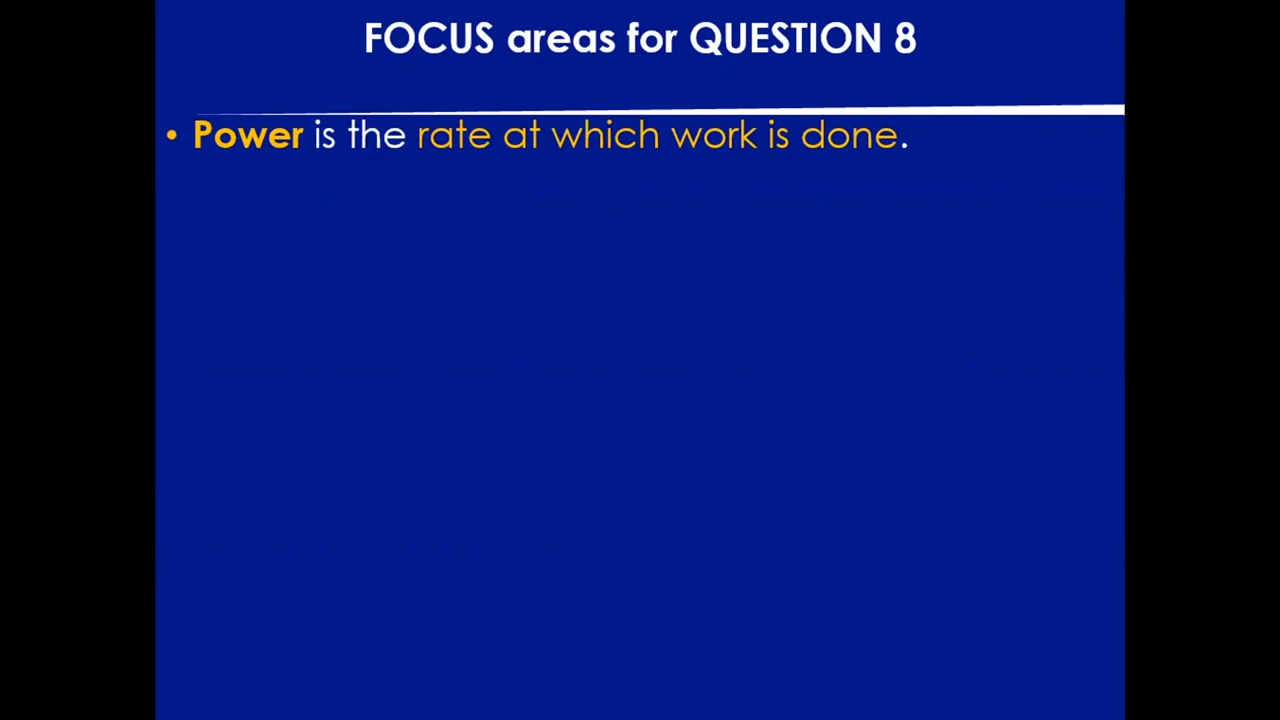 FOCUS areas for QUESTION 8
• Power is the rate at which work is done.